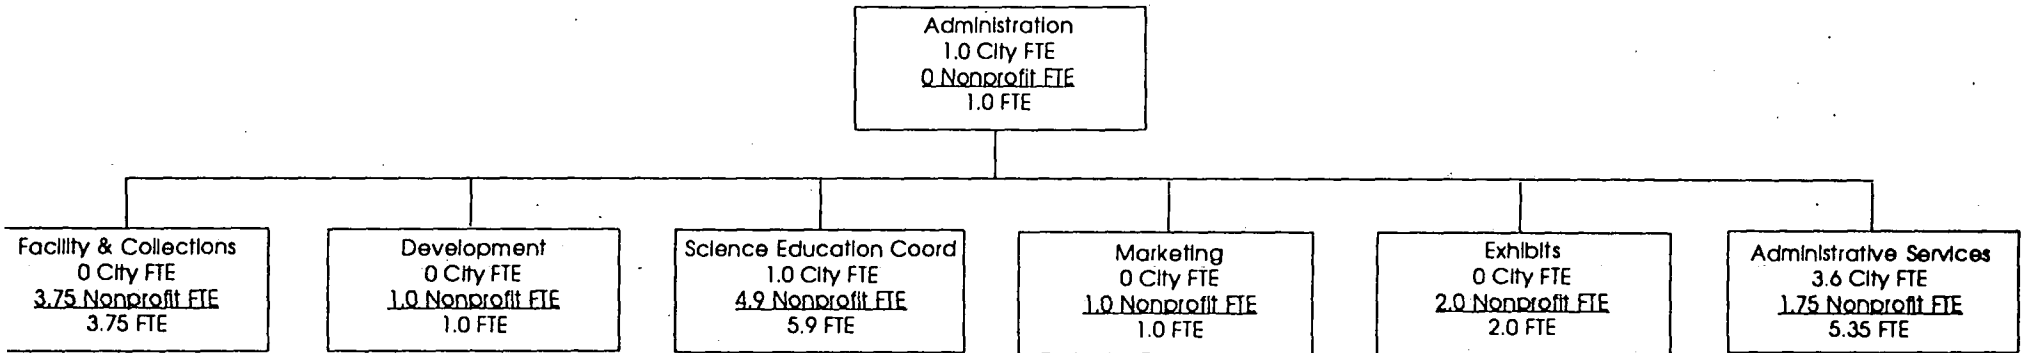 Administration
1.0 City FTE
0 Nonprofit FTE
1.0 FTE
Facility & Collections
0 City FTE
3.75 Nonprofit FTE
3.75 FTE
Development
0 City FTE
1.0 Nonprofit FTE
1.0 FTE
Science Education Coord
1.0 City FTE
4.9 Nonprofit FTE
5.9 FTE
Marketing
0 City FTE
1.0 Nonprofit FTE
1.0 FTE
Exhibits
0 City FTE
2.0 Nonprofit FTE
2.0 FTE
Administrative Services
3.6 City FTE
1.75 Nonprofit FTE
5.35 FTE